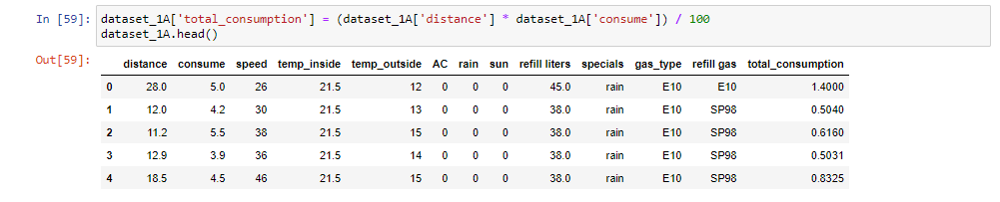 In [59]: dataset_1A['total_consumption'] = (dataset_1A['distance'] * dataset_1A['consume']) / 100
dataset_1A.head()
Out[59]:
distance consume speed temp_inside temp_outside AC rain sun refill liters specials gas_type refill gas total_consumption
0 28.0 5.0 26 21.5 12 0 0 0 45.0 rain E10 E10 1.4000
1 12.0 4.2 30 21.5 13 0 0 0 38.0 rain E10 SP98 0.5040
2 11.2 5.5 38 21.5 15 0 0 0 38.0 rain E10 SP98 0.6160
3 12.9 3.9 36 21.5 14 0 0 0 38.0 rain E10 SP98 0.5031
4 18.5 4.5 46 21.5 15 0 0 0 38.0 rain E10 SP98 0.8325